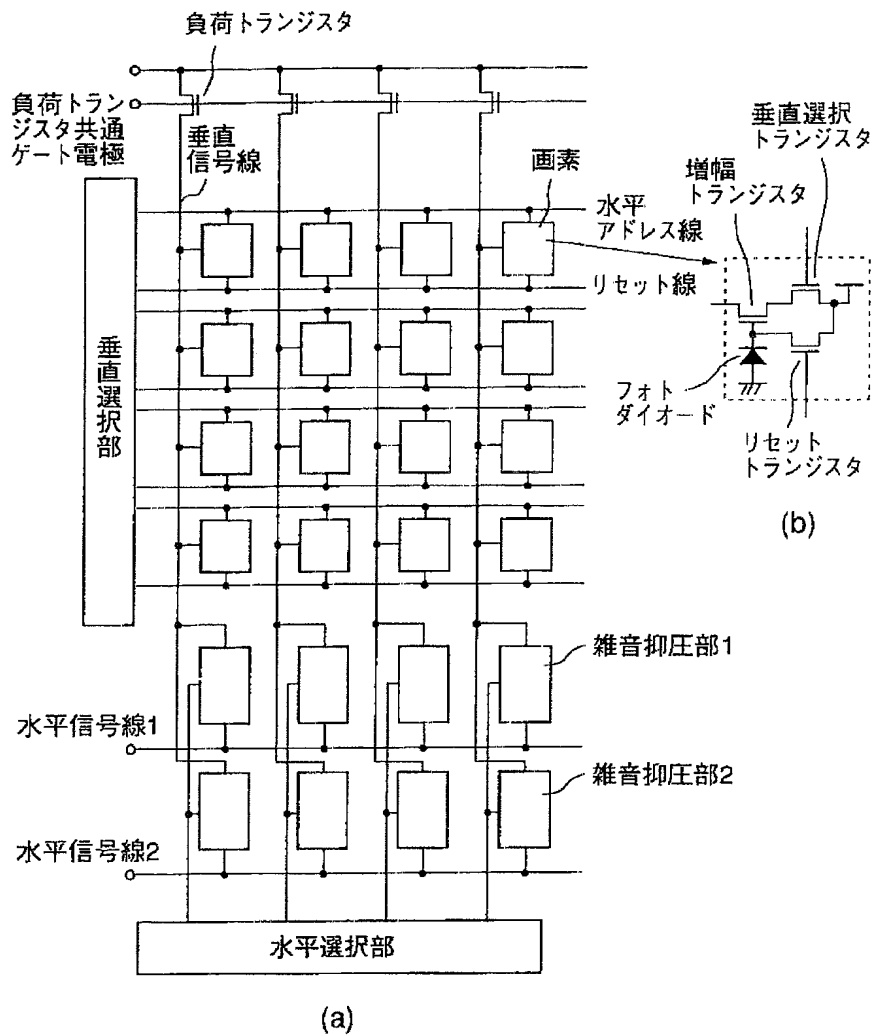 負荷トランジスタ
負荷トラン
ジスタ共通
ゲート電極
垂直
信号線
画素
水平
アドレス線
リセット線
垂直選択部
垂直選択
トランジスタ
増幅
トランジスタ
フォト
ダイオード
リセット
トランジスタ
(b)
雑音抑圧部1
水平信号線1
雑音抑圧部2
水平信号線2
水平選択部
(a)